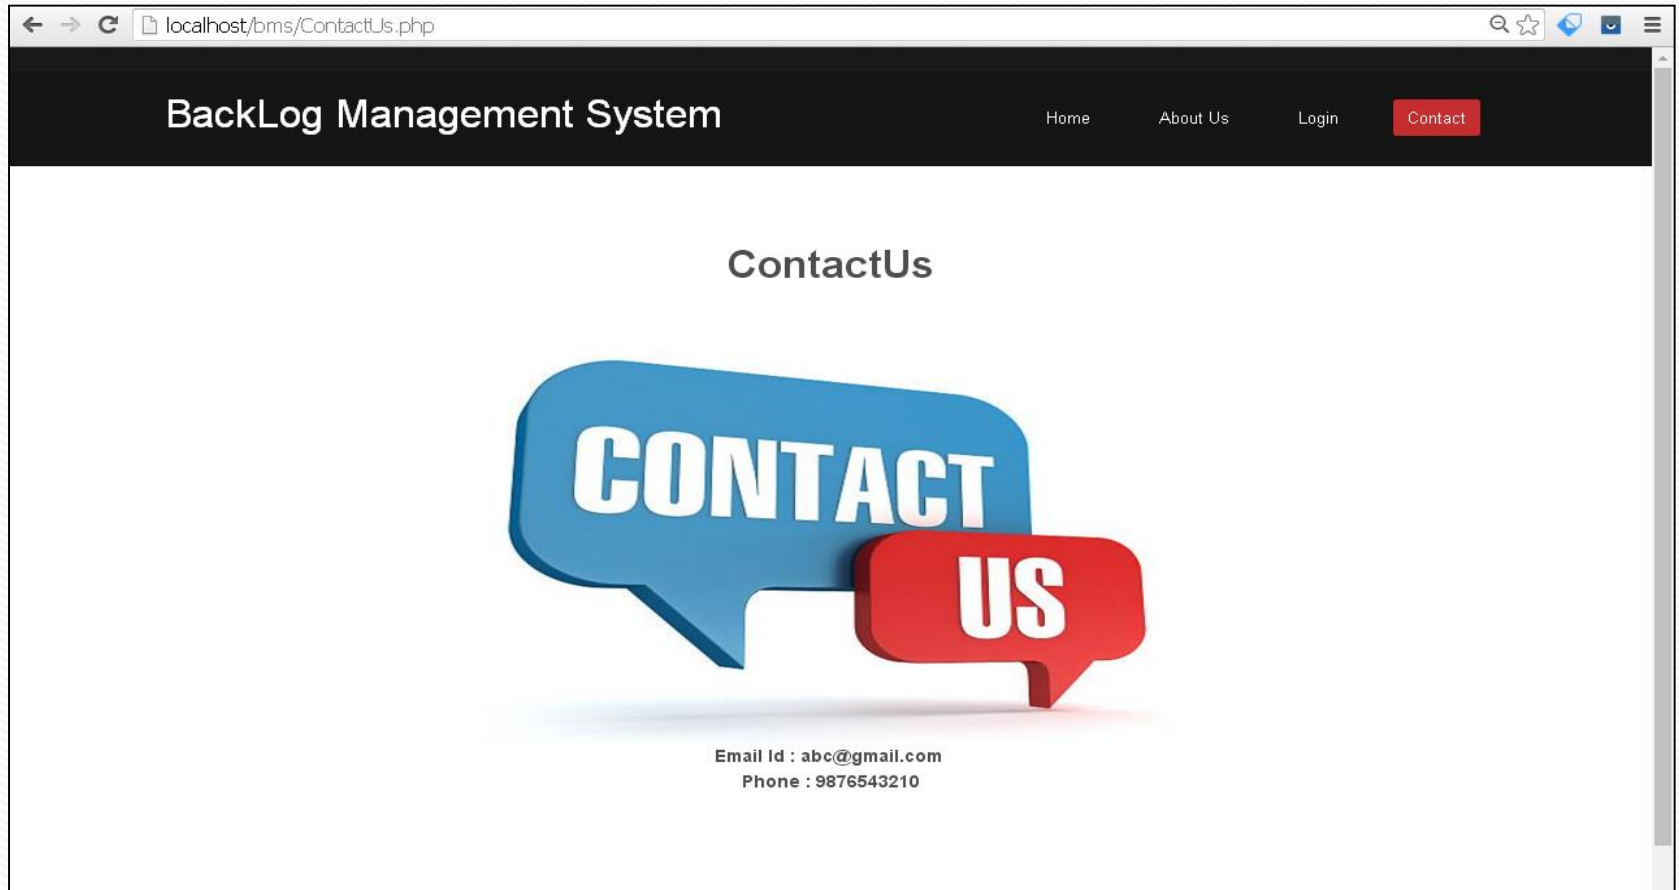 localhost/bms/ContactUs.php
BackLog Management System
Home About Us Login Contact
ContactUs
CONTACT
US
Email Id : abc@gmail.com
Phone : 9876543210